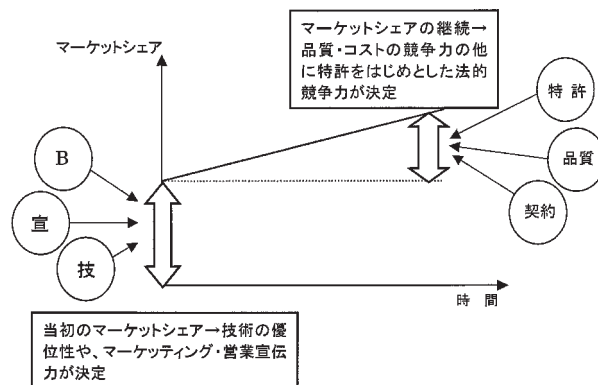 マーケットシェア
マーケットシェアの継続→
品質・コストの競争力の他
に特許をはじめとした法的
競争力が決定
特 許
品質
契約
B
宣
技
時 間
当初のマーケットシェア→技術の優
位性や、マーケッティング・営業宣伝
力が決定